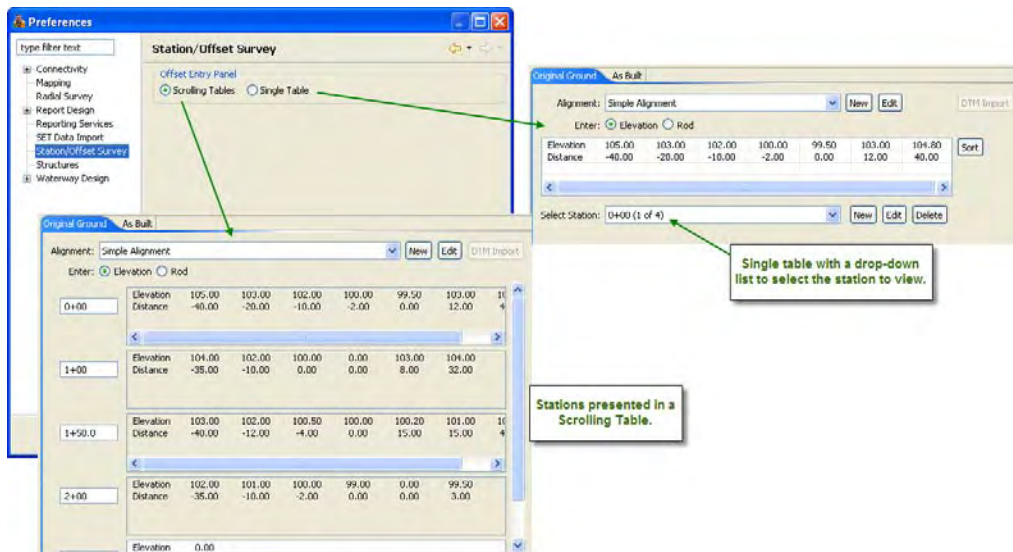 Preferences
type filter text
Connectivity
Mapping
Radial Survey
Report Design
Reporting Services
SET Data Import
Station/Offset Survey
Structures
Waterway Design
Station/Offset Survey
Offset Entry Panel
Scrolling Tables Single Table
Original Ground As Built
Alignment: Simple Alignment New Edit DTM Import
Enter: Elevation Rod
Elevation 105.00 103.00 102.00 100.00 99.50 103.00 104.80
Distance -40.00 -20.00 -10.00 -2.00 0.00 12.00 40.00
Sort
Select Station: 0+00 (1 of 4) New Edit Delete
Single table with a drop-down
list to select the station to view.
Original Ground As Built
Alignment: Simple Alignment New Edit DTM Import
Enter: Elevation Rod
0+00
Elevation 105.00 103.00 102.00 100.00 99.50 103.00 10
Distance -40.00 -20.00 -10.00 -2.00 0.00 12.00 4
1+00
Elevation 104.00 102.00 100.00 0.00 103.00 104.00
Distance -35.00 -10.00 0.00 0.00 8.00 32.00
1+50.0
Elevation 103.00 102.00 100.50 100.00 100.20 101.00 10
Distance -40.00 -12.00 -4.00 0.00 15.00 15.00 4
2+00
Elevation 102.00 101.00 100.00 99.00 0.00 99.50
Distance -35.00 -10.00 -2.00 0.00 0.00 3.00
Elevation 0.00
Stations presented in a
Scrolling Table.